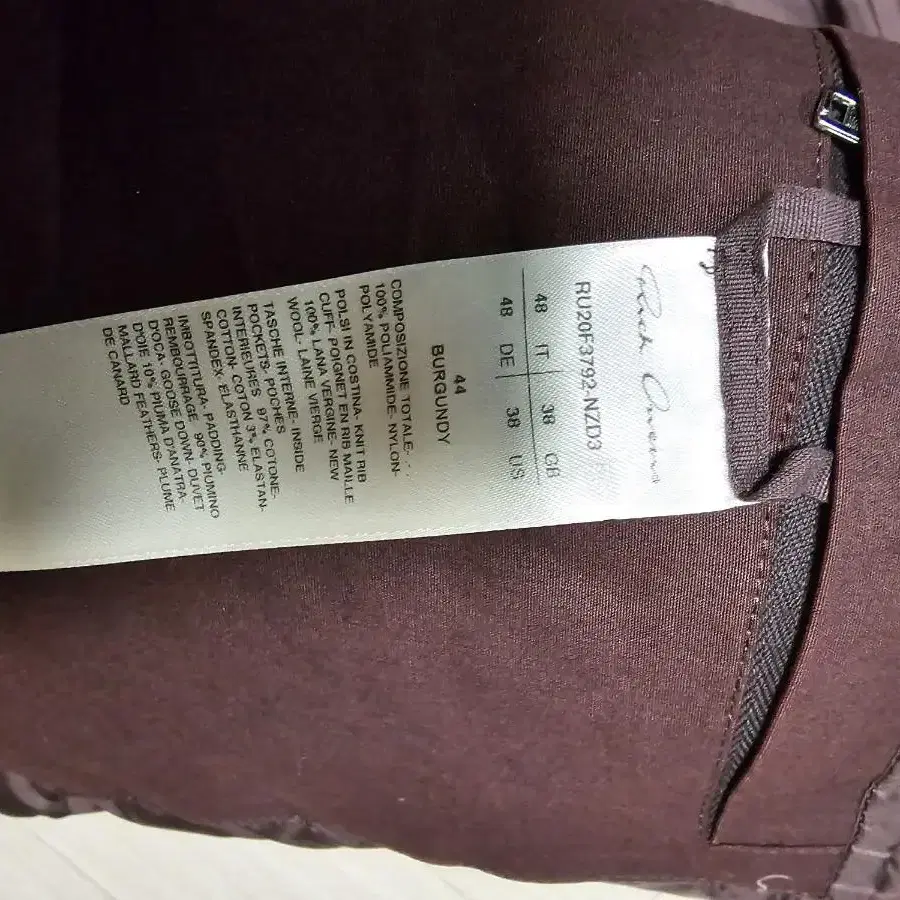 Rick Owens
RU20F3792-NZD3
48 IT 38 GB
48 DE 38 US
44
BURGUNDY
COMPOSIZIONE TOTALE-
100% POLIAMMIDE- NYLON-
POLYAMIDE
POLSI IN COSTINA- KNIT RIB
CUFF- POIGNET EN RIB MAILLE
100% LANA VERGINE- NEW
WOOL- LAINE VIERGE
TASCHE INTERNE- INSIDE
POCKETS- POCHES
INTERIEURES 97% COTONE-
COTTON- COTON 3% ELASTAN-
SPANDEX, ELASTHANNE
IMBOTTITURA- PADDING-
REMBOURRAGE 90% PIUMINO
D'OCA- GOOSE DOWN- DUVET
D'OIE 10% PIUMA D'ANATRA-
MALLARD FEATHERS- PLUME
DE CANARD